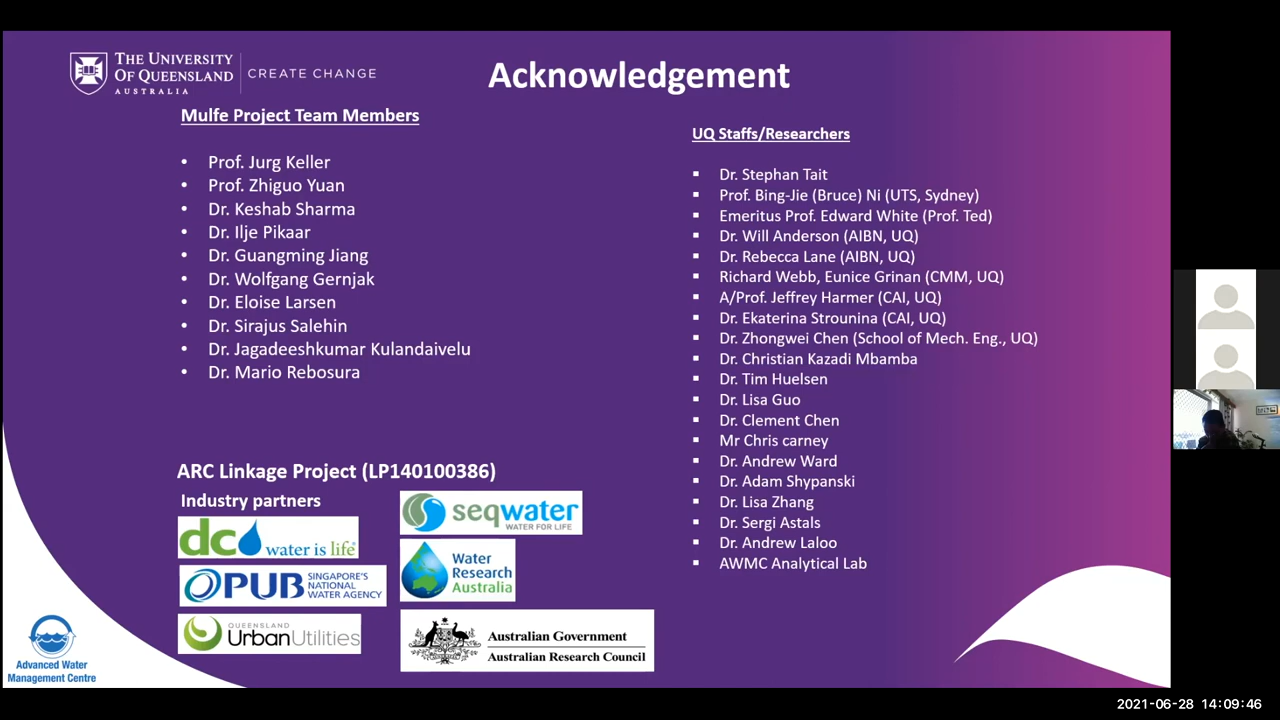 THE UNIVERSITY
OF QUEENSLAND
AUSTRALIA
CREATE CHANGE
Acknowledgement
Mulfe Project Team Members
• Prof. Jurg Keller
• Prof. Zhiguo Yuan
• Dr. Keshab Sharma
• Dr. Ilje Pikaar
• Dr. Guangming Jiang
• Dr. Wolfgang Gernjak
• Dr. Eloise Larsen
• Dr. Sirajus Salehin
• Dr. Jagadeeshkumar Kulandaivelu
• Dr. Mario Rebosura
UQ Staffs/Researchers
▪ Dr. Stephan Tait
▪ Prof. Bing-Jie (Bruce) Ni (UTS, Sydney)
▪ Emeritus Prof. Edward White (Prof. Ted)
▪ Dr. Will Anderson (AIBN, UQ)
▪ Dr. Rebecca Lane (AIBN, UQ)
▪ Richard Webb, Eunice Grinan (CMM, UQ)
▪ A/Prof. Jeffrey Harmer (CAI, UQ)
▪ Dr. Ekaterina Strounina (CAI, UQ)
▪ Dr. Zhongwei Chen (School of Mech. Eng., UQ)
▪ Dr. Christian Kazadi Mbamba
▪ Dr. Tim Huelsen
▪ Dr. Lisa Guo
▪ Dr. Clement Chen
▪ Mr Chris carney
▪ Dr. Andrew Ward
▪ Dr. Adam Shypanski
▪ Dr. Lisa Zhang
▪ Dr. Sergi Astals
▪ Dr. Andrew Laloo
▪ AWMC Analytical Lab
ARC Linkage Project (LP140100386)
Industry partners
dc water is life
seqwater
WATER FOR LIFE
PUB SINGAPORE'S
NATIONAL
WATER AGENCY
Water
Research
Australia
QUEENSLAND
UrbanUtilities
Australian Government
Australian Research Council
Advanced Water
Management Centre
2021-06-28 14:09:46